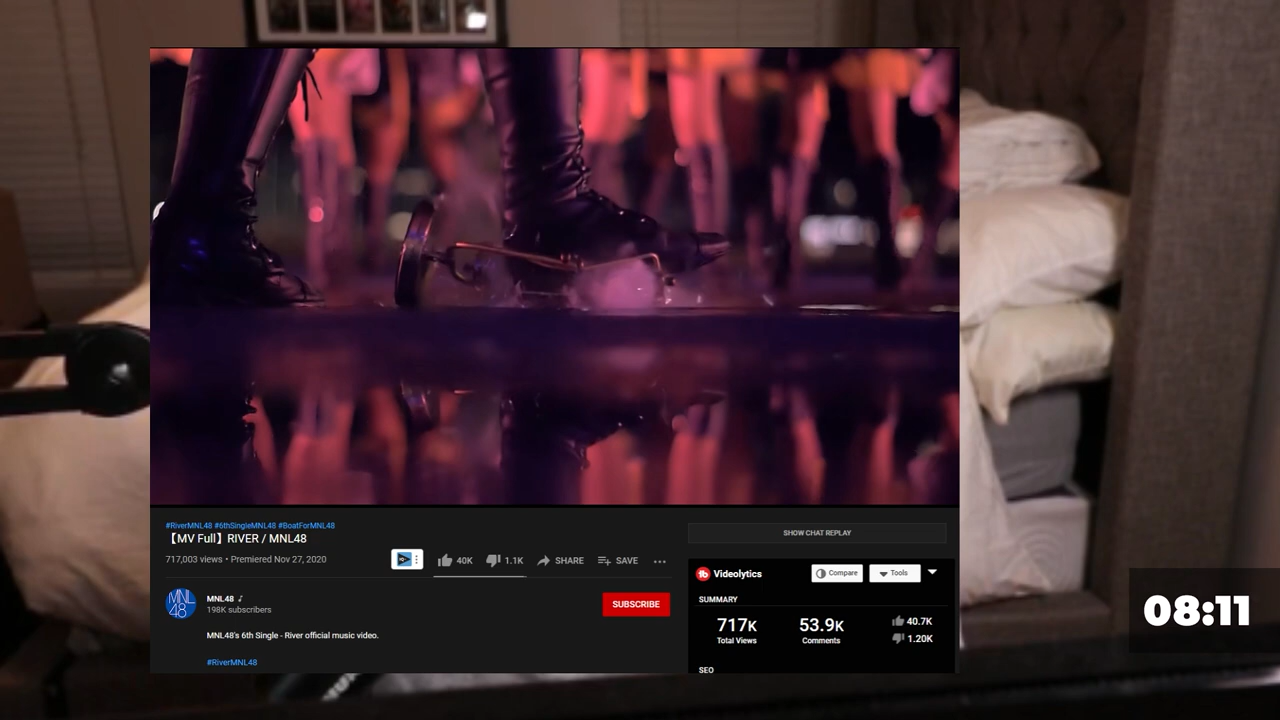 #RiverMNL48 #6thSingleMNL48 #BoatForMNL48
【MV Full】RIVER / MNL48
717,003 views • Premiered Nov 27, 2020
40K
1.1K
SHARE
SAVE
MNL48
198K subscribers
SUBSCRIBE
MNL48's 6th Single - River official music video.
#RiverMNL48
SHOW CHAT REPLAY
Videolytics
Compare
Tools
SUMMARY
717K
Total Views
53.9K
Comments
40.7K
1.20K
SEO
MNL
48
08:11